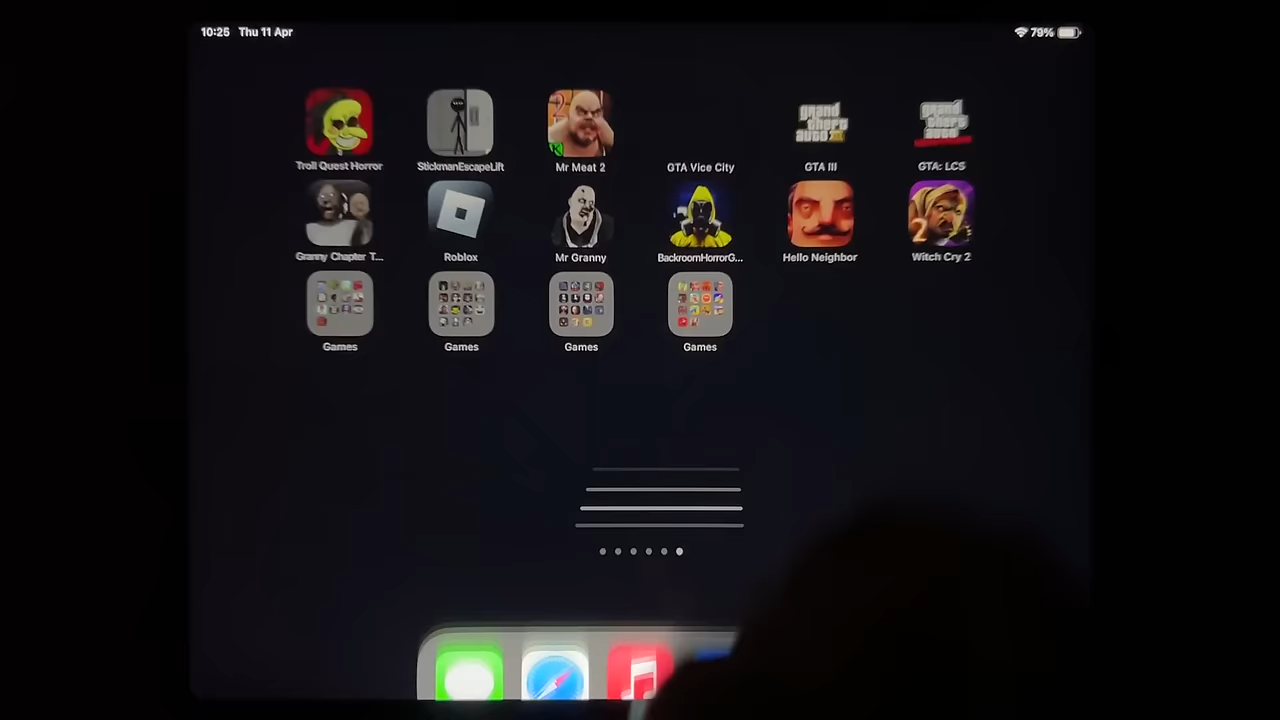 10:25 Thu 11 Apr 79%
Troll Quest Horror StickmanEscapeLift Mr Meat 2 GTA Vice City GTA III GTA: LCS
Granny Chapter T... Roblox Mr Granny BackroomHorrorG... Hello Neighbor Witch Cry 2
Games Games Games Games